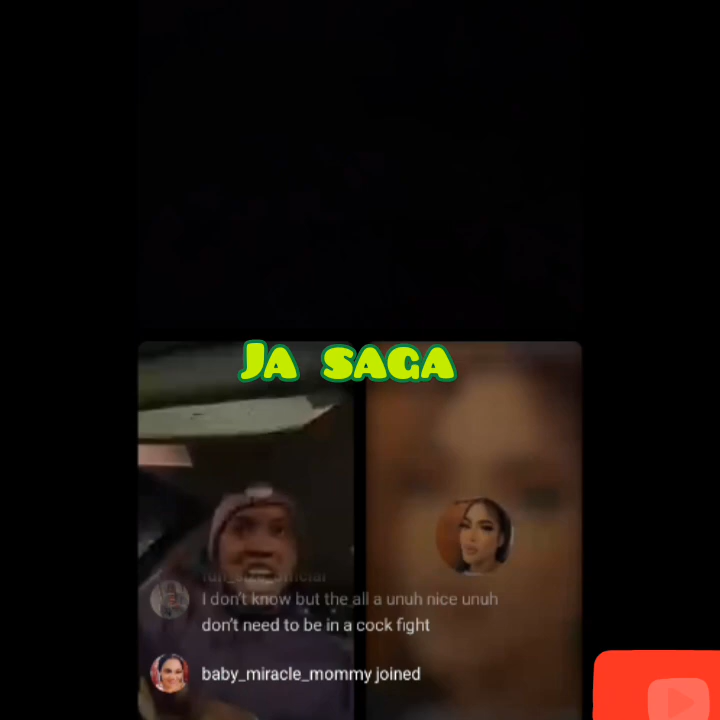 JA SAGA
fun_size_official
I don't know but the all a unuh nice unuh
don't need to be in a cock fight
baby_miracle_mommy joined